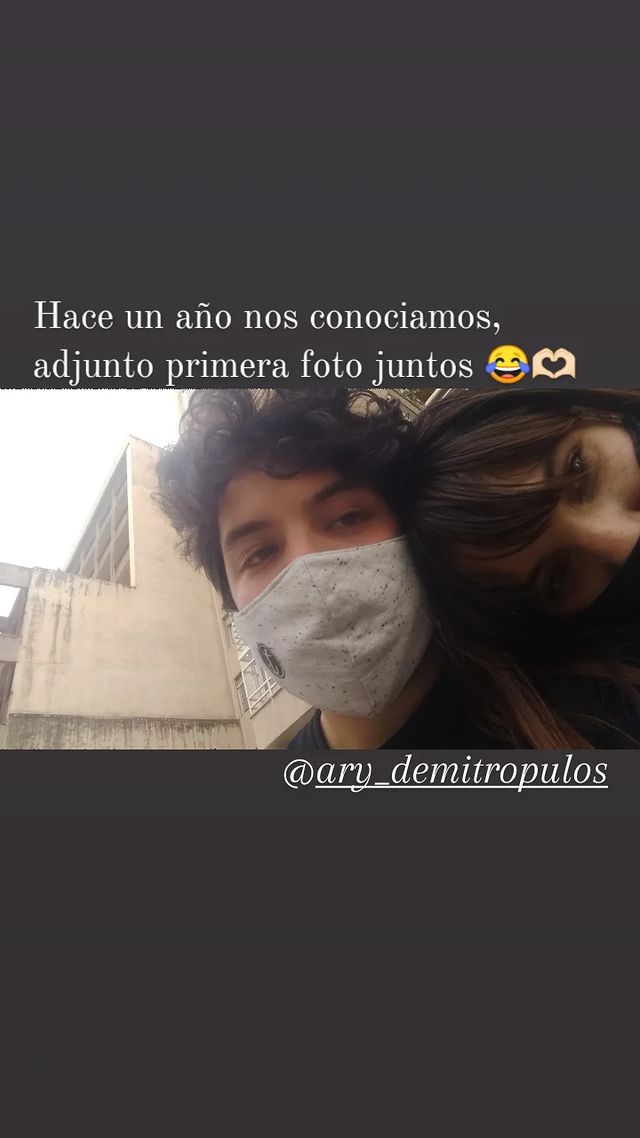 Hace un año nos conociamos,
adjunto primera foto juntos 😂🫶🏻
@ary_demitropulos